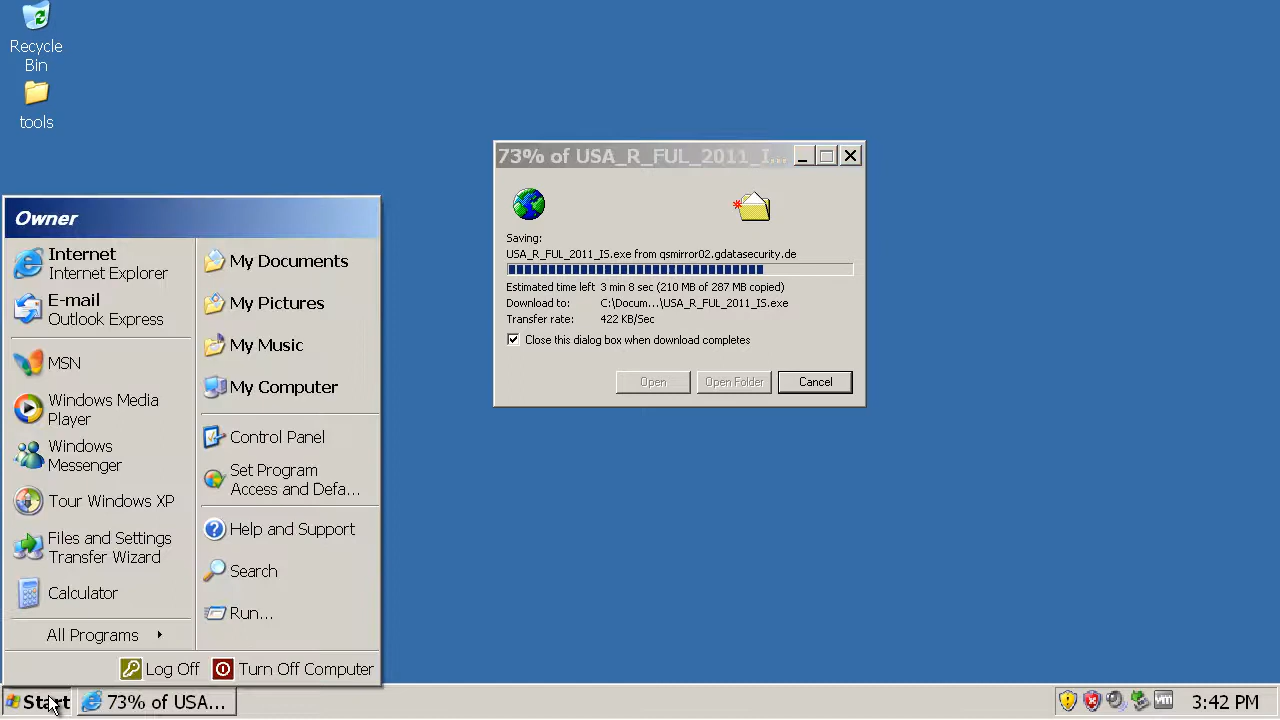 Recycle
Bin
tools
73% of USA_R_FUL_2011_I...
Saving:
USA_R_FUL_2011_IS.exe from qsmirror02.gdatasecurity.de
Estimated time left 3 min 8 sec (210 MB of 287 MB copied)
Download to: C:\Docum...\USA_R_FUL_2011_IS.exe
Transfer rate: 422 KB/Sec
Close this dialog box when download completes
Open Open Folder Cancel
Owner
Internet
Internet Explorer
E-mail
Outlook Express
MSN
Windows Media
Player
Windows
Messenger
Tour Windows XP
Files and Settings
Transfer Wizard
Calculator
All Programs
My Documents
My Pictures
My Music
My Computer
Control Panel
Set Program
Access and Defa...
Help and Support
Search
Run...
Log Off Turn Off Computer
Start 73% of USA... vm 3:42 PM